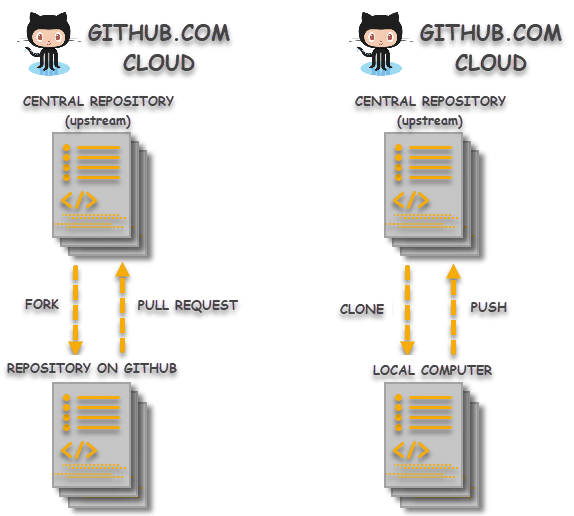 GITHUB.COM
CLOUD
CENTRAL REPOSITORY
(upstream)
</>
FORK
PULL REQUEST
REPOSITORY ON GITHUB
</>
GITHUB.COM
CLOUD
CENTRAL REPOSITORY
(upstream)
</>
CLONE
PUSH
LOCAL COMPUTER
</>